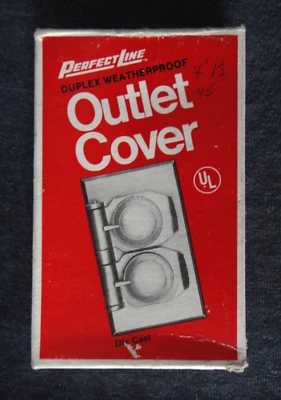 PERFECTLINE
DUPLEX WEATHERPROOF
Outlet
Cover
UL
Die Cast